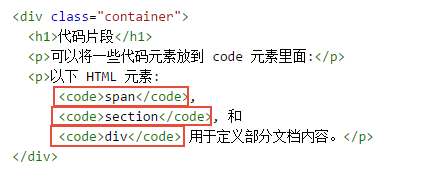 <div class="container">
<h1>代码片段</h1>
<p>可以将一些代码元素放到 code 元素里面:</p>
<p>以下 HTML 元素:
<code>span</code>,
<code>section</code>, 和
<code>div</code> 用于定义部分文档内容。</p>
</div>